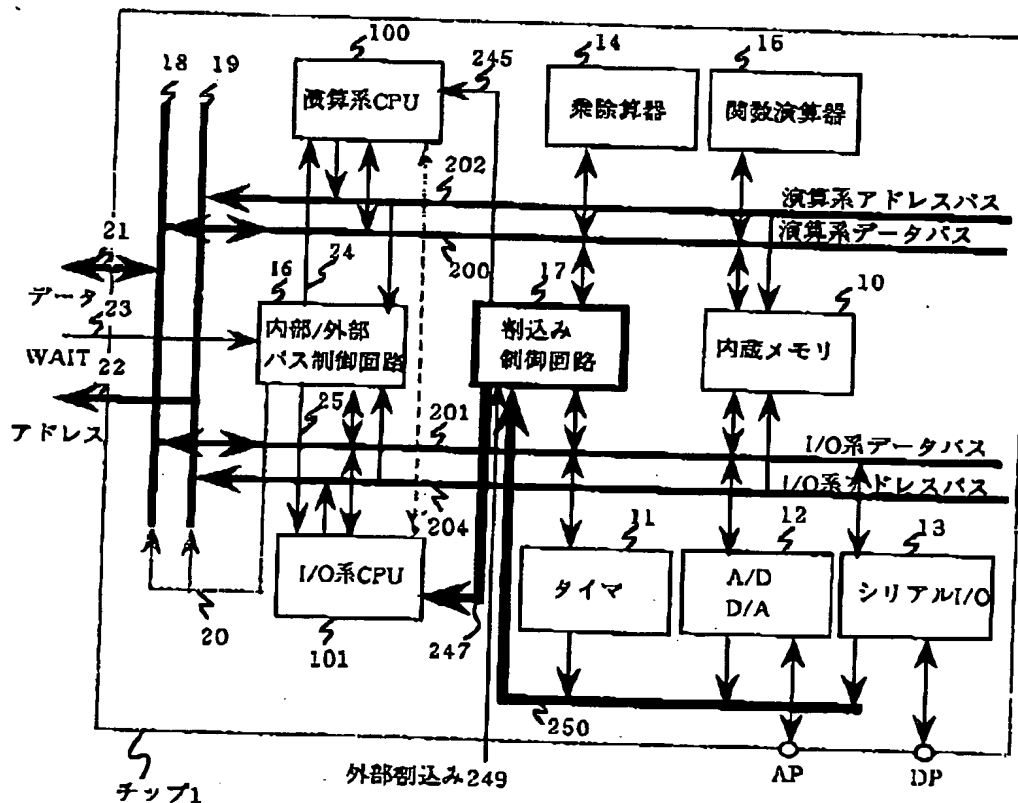 100
14
15
18
19
245
演算系CPU
乗除算器
関数演算器
202
演算系アドレスバス
演算系データバス
21
24
200
16
17
10
データ
23
内部/外部
バス制御回路
割込み
制御回路
内蔵メモリ
WAIT
22
25
201
アドレス
I/O系データバス
I/O系アドレスバス
204
11
12
13
I/O系CPU
タイマ
A/D
D/A
シリアルI/O
20
101
247
250
外部割込み249
AP
DP
チップ1